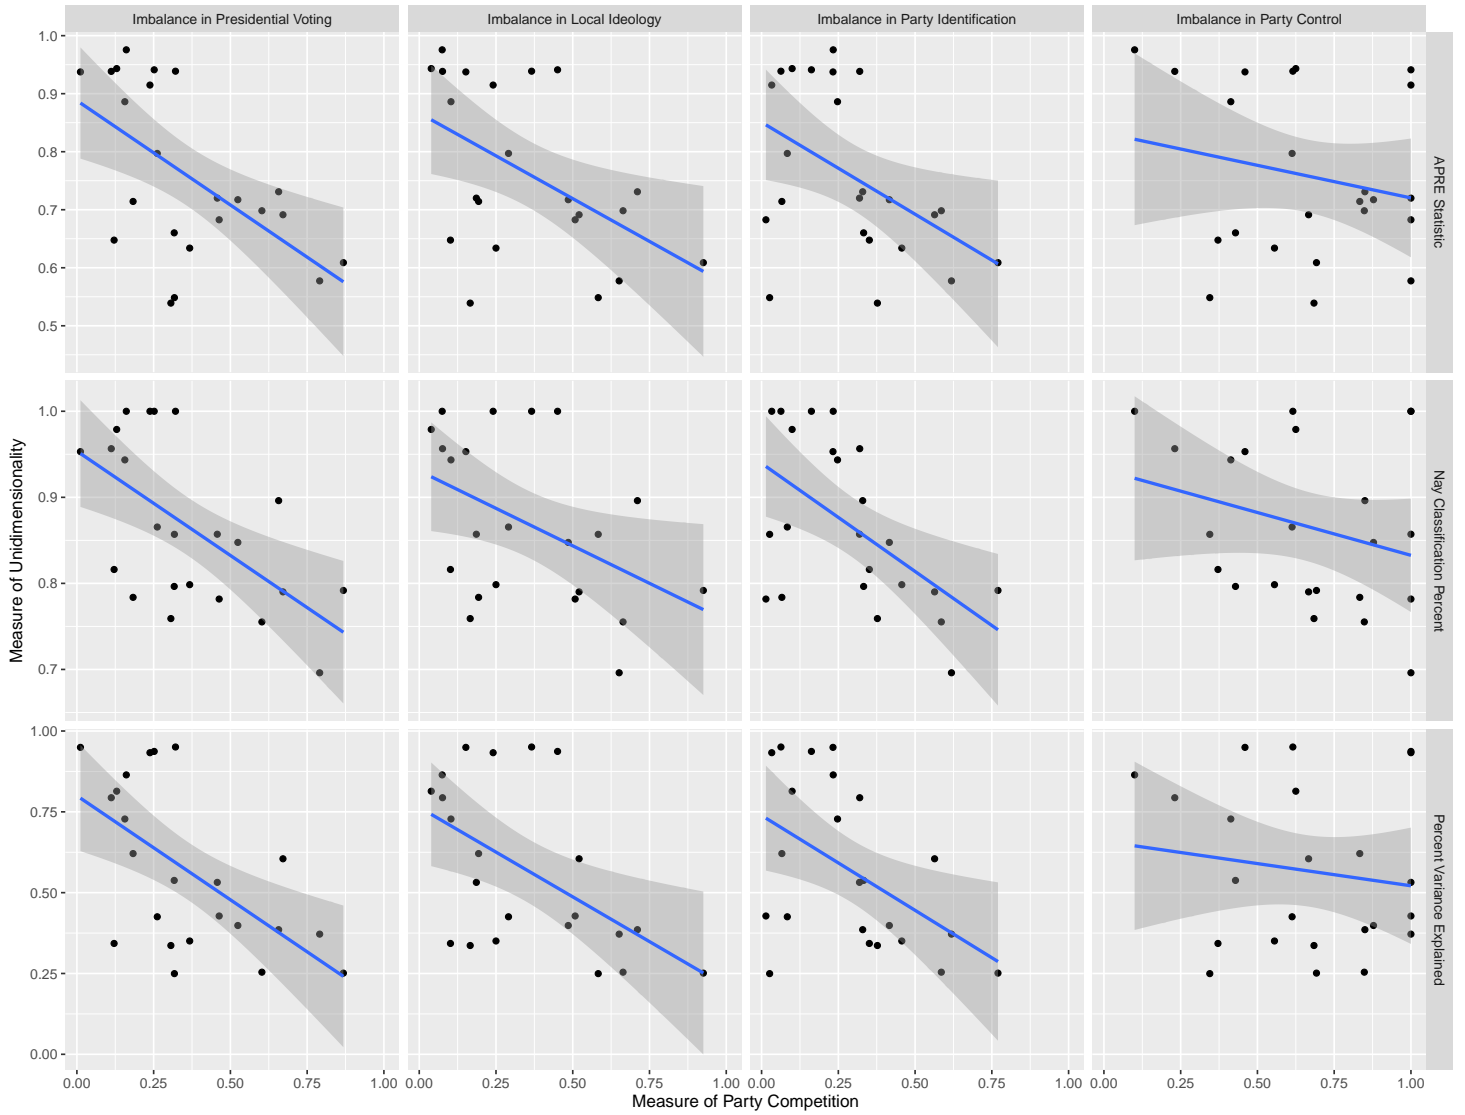 Imbalance in Presidential Voting
Imbalance in Local Ideology
Imbalance in Party Identification
Imbalance in Party Control
1.0
0.9
0.8
0.7
0.6
0.5
APRE Statistic
1.0
0.9
0.8
0.7
Nay Classification Percent
1.00
0.75
0.50
0.25
0.00
Percent Variance Explained
Measure of Unidimensionality
0.00 0.25 0.50 0.75 1.00
0.00 0.25 0.50 0.75 1.00
0.00 0.25 0.50 0.75 1.00
0.00 0.25 0.50 0.75 1.00
Measure of Party Competition